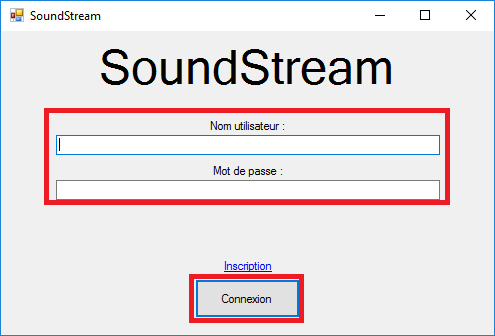 SoundStream
SoundStream
Nom utilisateur :
Mot de passe :
Inscription
Connexion